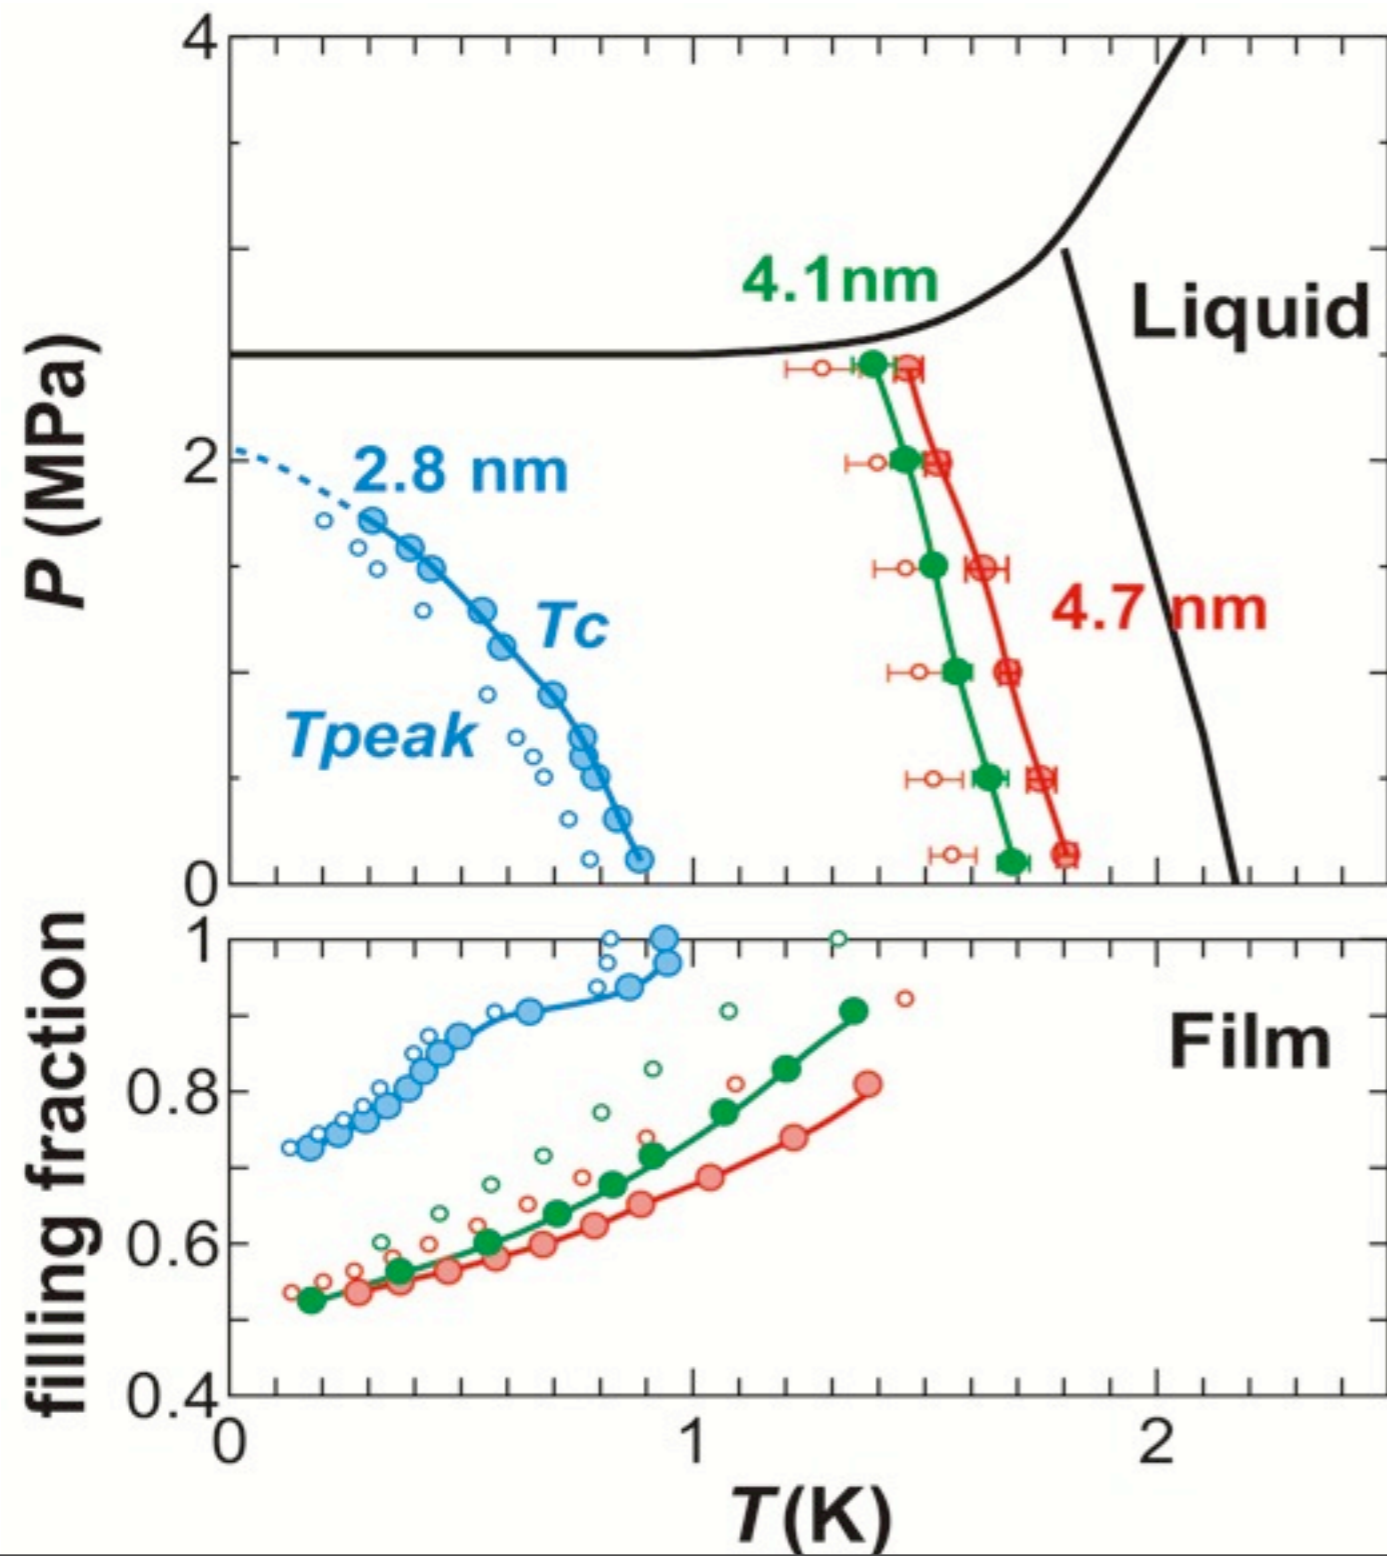 4
4.1nm
Liquid
P (MPa)
2
2.8 nm
4.7 nm
Tc
Tpeak
0
1
Film
filling fraction
0.8
0.6
0.4
0
1
2
T(K)